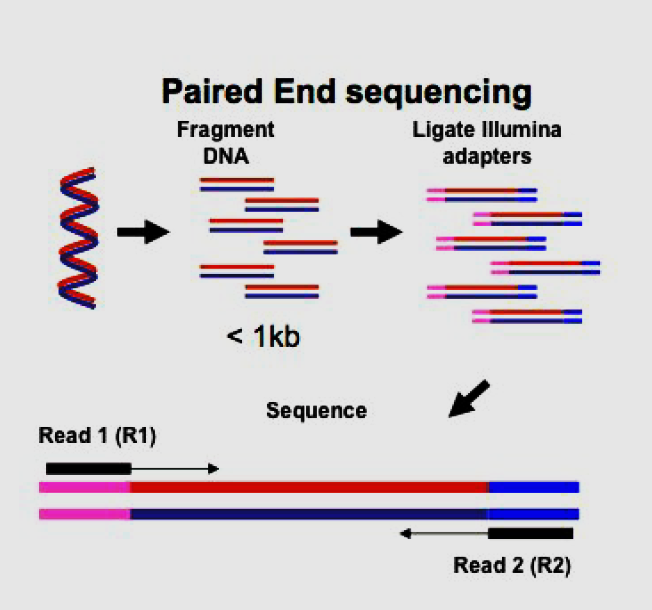 Paired End sequencing
Fragment
DNA
Ligate Illumina
adapters
< 1kb
Sequence
Read 1 (R1)
Read 2 (R2)